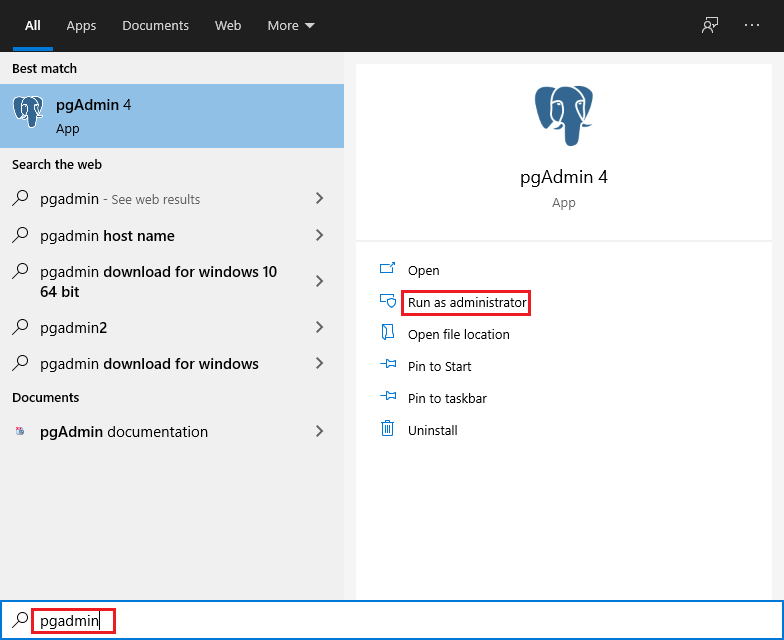 All Apps Documents Web More
Best match
pgAdmin 4
App
Search the web
pgadmin - See web results
pgadmin host name
pgadmin download for windows 10
64 bit
pgadmin2
pgadmin download for windows
Documents
pgAdmin documentation
pgAdmin 4
App
Open
Run as administrator
Open file location
Pin to Start
Pin to taskbar
Uninstall
pgadmin